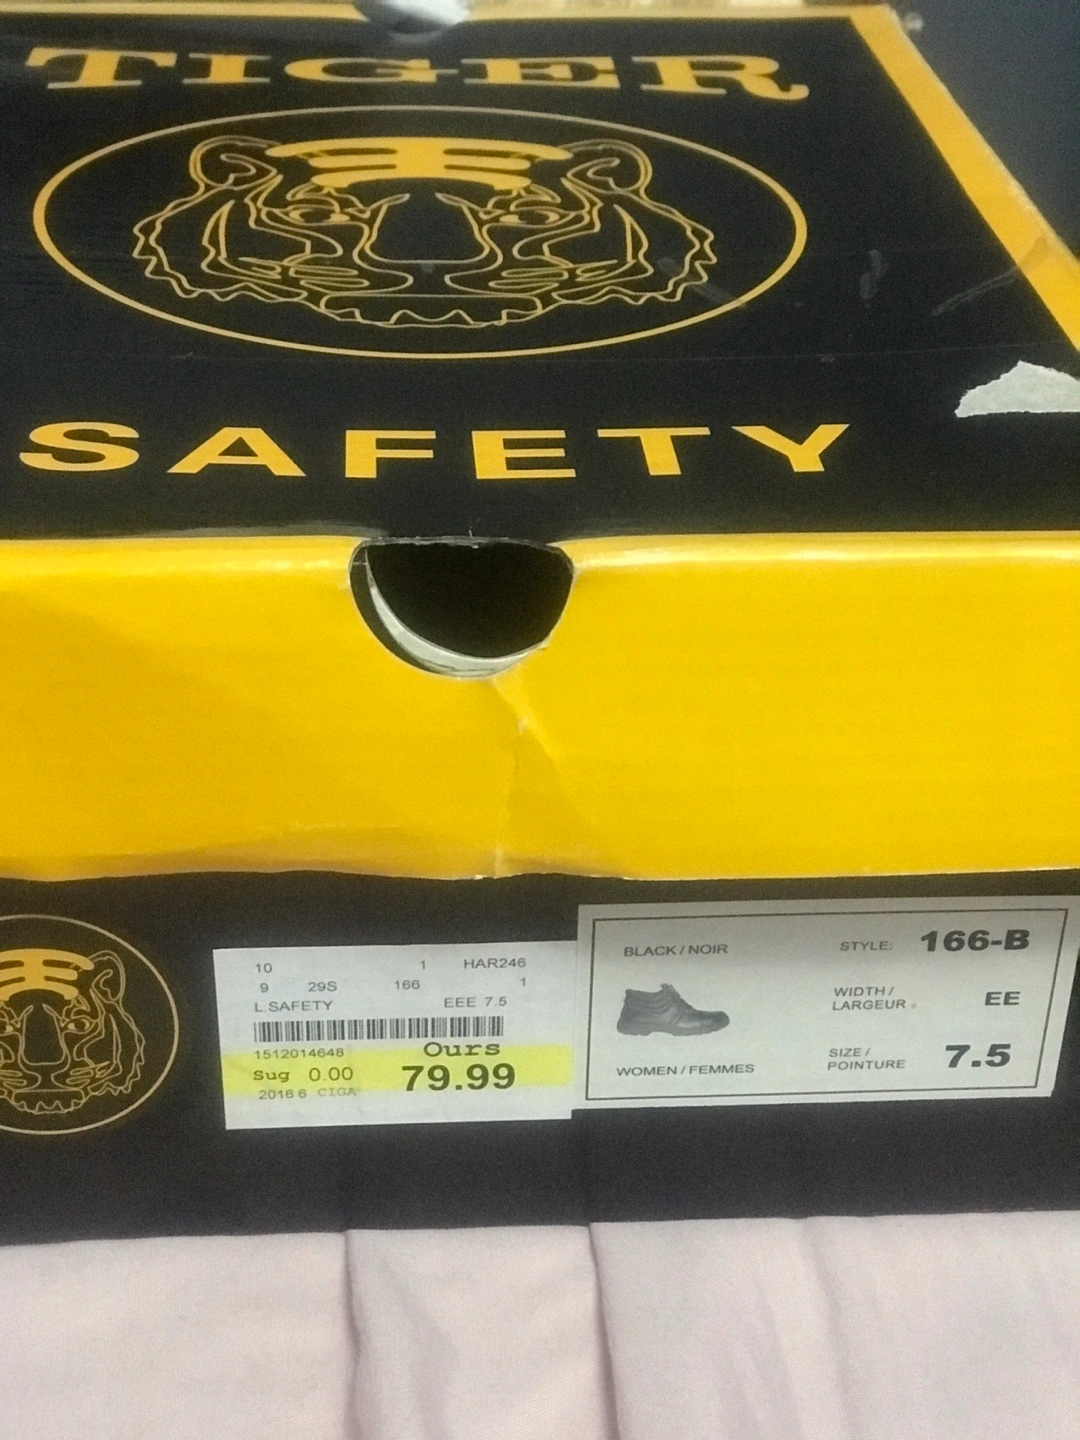 TIGER
SAFETY
10 1 HAR246
9 29S 166 1
L.SAFETY EEE 7.5
1512014648 Ours
Sug 0.00 79.99
2016 6 CIGA
BLACK / NOIR
STYLE: 166-B
WIDTH / LARGEUR EE
WOMEN / FEMMES
SIZE / POINTURE 7.5